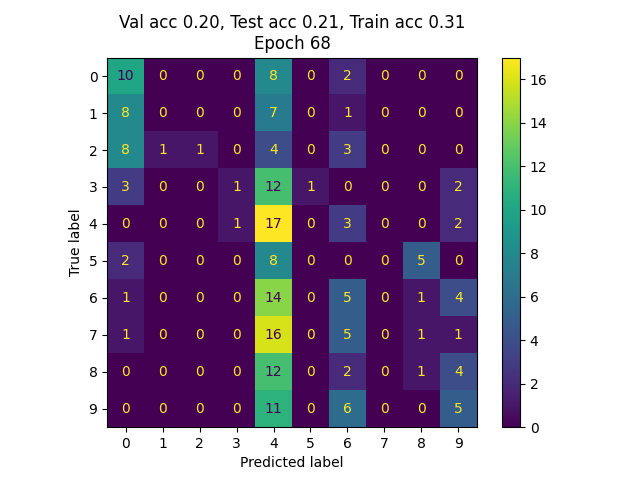 Val acc 0.20, Test acc 0.21, Train acc 0.31
Epoch 68
True label
0 10 0 0 0 8 0 2 0 0 0
1 8 0 0 0 7 0 1 0 0 0
2 8 1 1 0 4 0 3 0 0 0
3 3 0 0 1 12 1 0 0 0 2
4 0 0 0 1 17 0 3 0 0 2
5 2 0 0 0 8 0 0 0 5 0
6 1 0 0 0 14 0 5 0 1 4
7 1 0 0 0 16 0 5 0 1 1
8 0 0 0 0 12 0 2 0 1 4
9 0 0 0 0 11 0 6 0 0 5
0 1 2 3 4 5 6 7 8 9
Predicted label
16
14
12
10
8
6
4
2
0